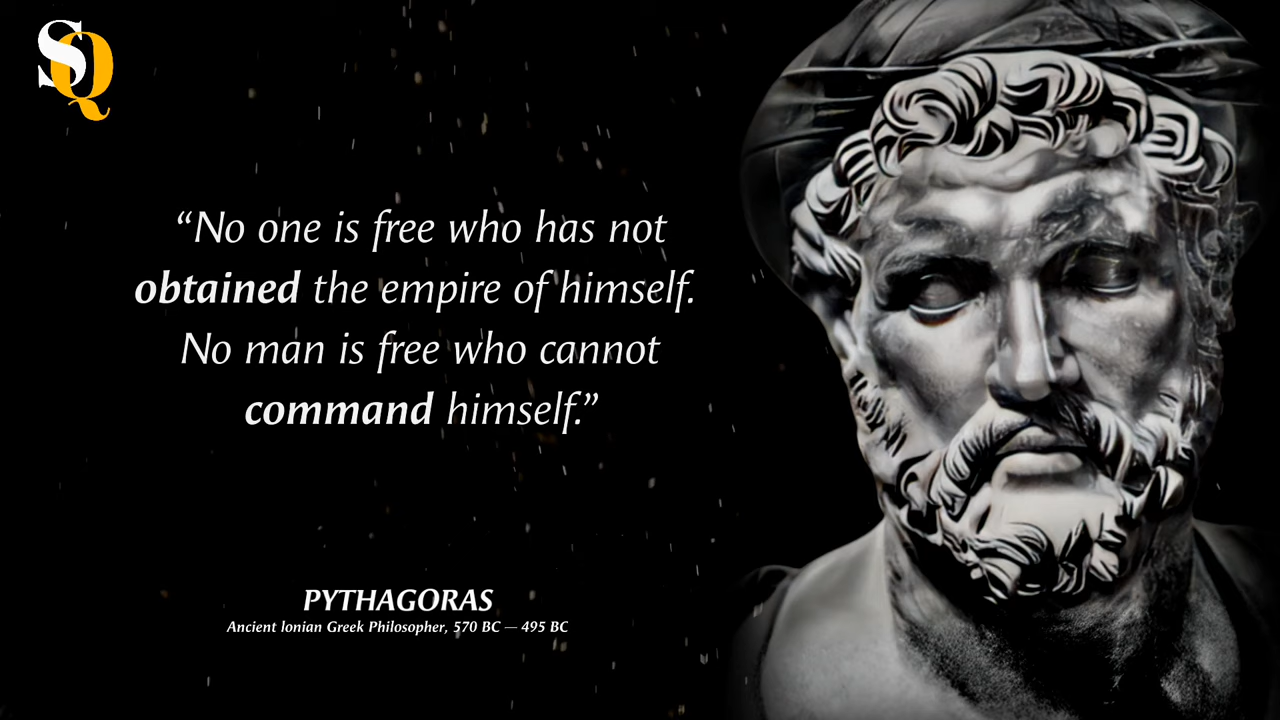 SQ
“No one is free who has not
obtained the empire of himself.
No man is free who cannot
command himself.”
PYTHAGORAS
Ancient Ionian Greek Philosopher, 570 BC — 495 BC